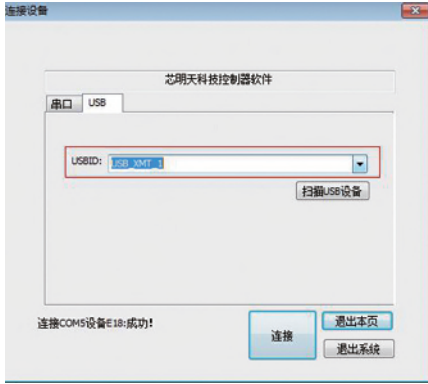 连接设备
芯明天科技控制器软件
串口 USB
USBID: USB_XMT_1
扫描USB设备
连接COM5设备E18:成功!
连接
退出本页
退出系统